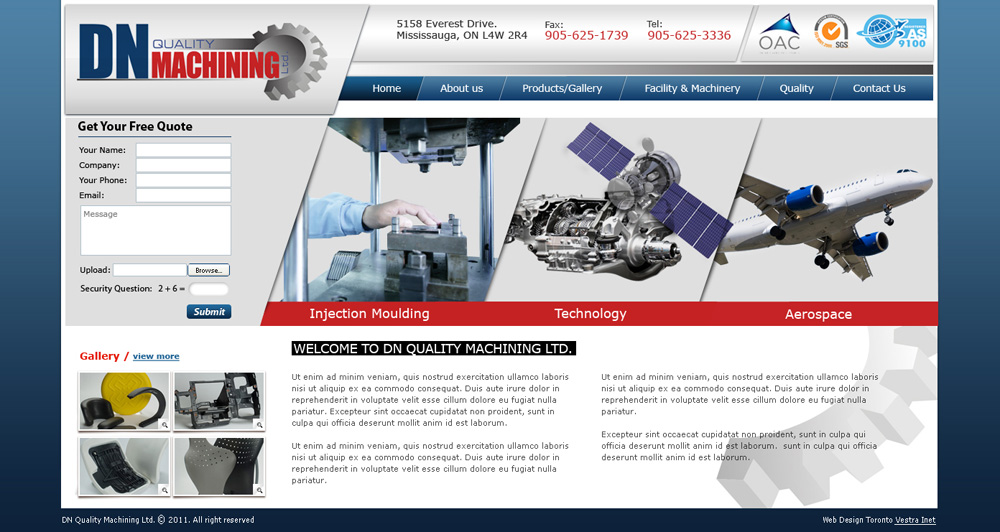 DN QUALITY MACHINING Ltd
5158 Everest Drive.
Mississauga, ON L4W 2R4
Fax:
905-625-1739
Tel:
905-625-3336
OAC
SGS
AS
9100
Home About us Products/Gallery Facility & Machinery Quality Contact Us
Get Your Free Quote
Your Name:
Company:
Your Phone:
Email:
Message
Upload: Browse...
Security Question: 2 + 6 =
Submit
Injection Moulding Technology Aerospace
Gallery / view more
WELCOME TO DN QUALITY MACHINING LTD.
Ut enim ad minim veniam, quis nostrud exercitation ullamco laboris
nisi ut aliquip ex ea commodo consequat. Duis aute irure dolor in
reprehenderit in voluptate velit esse cillum dolore eu fugiat nulla
pariatur. Excepteur sint occaecat cupidatat non proident, sunt in
culpa qui officia deserunt mollit anim id est laborum.
Ut enim ad minim veniam, quis nostrud exercitation ullamco laboris
nisi ut aliquip ex ea commodo consequat. Duis aute irure dolor in
reprehenderit in voluptate velit esse cillum dolore eu fugiat nulla
pariatur.
Ut enim ad minim veniam, quis nostrud exercitation ullamco laboris
nisi ut aliquip ex ea commodo consequat. Duis aute irure dolor in
reprehenderit in voluptate velit esse cillum dolore eu fugiat nulla
pariatur.
Excepteur sint occaecat cupidatat non proident, sunt in culpa qui
officia deserunt mollit anim id est laborum. sunt in culpa qui officia
deserunt mollit anim id est laborum.
DN Quality Machining Ltd. © 2011. All right reserved
Web Design Toronto Vestra Inet